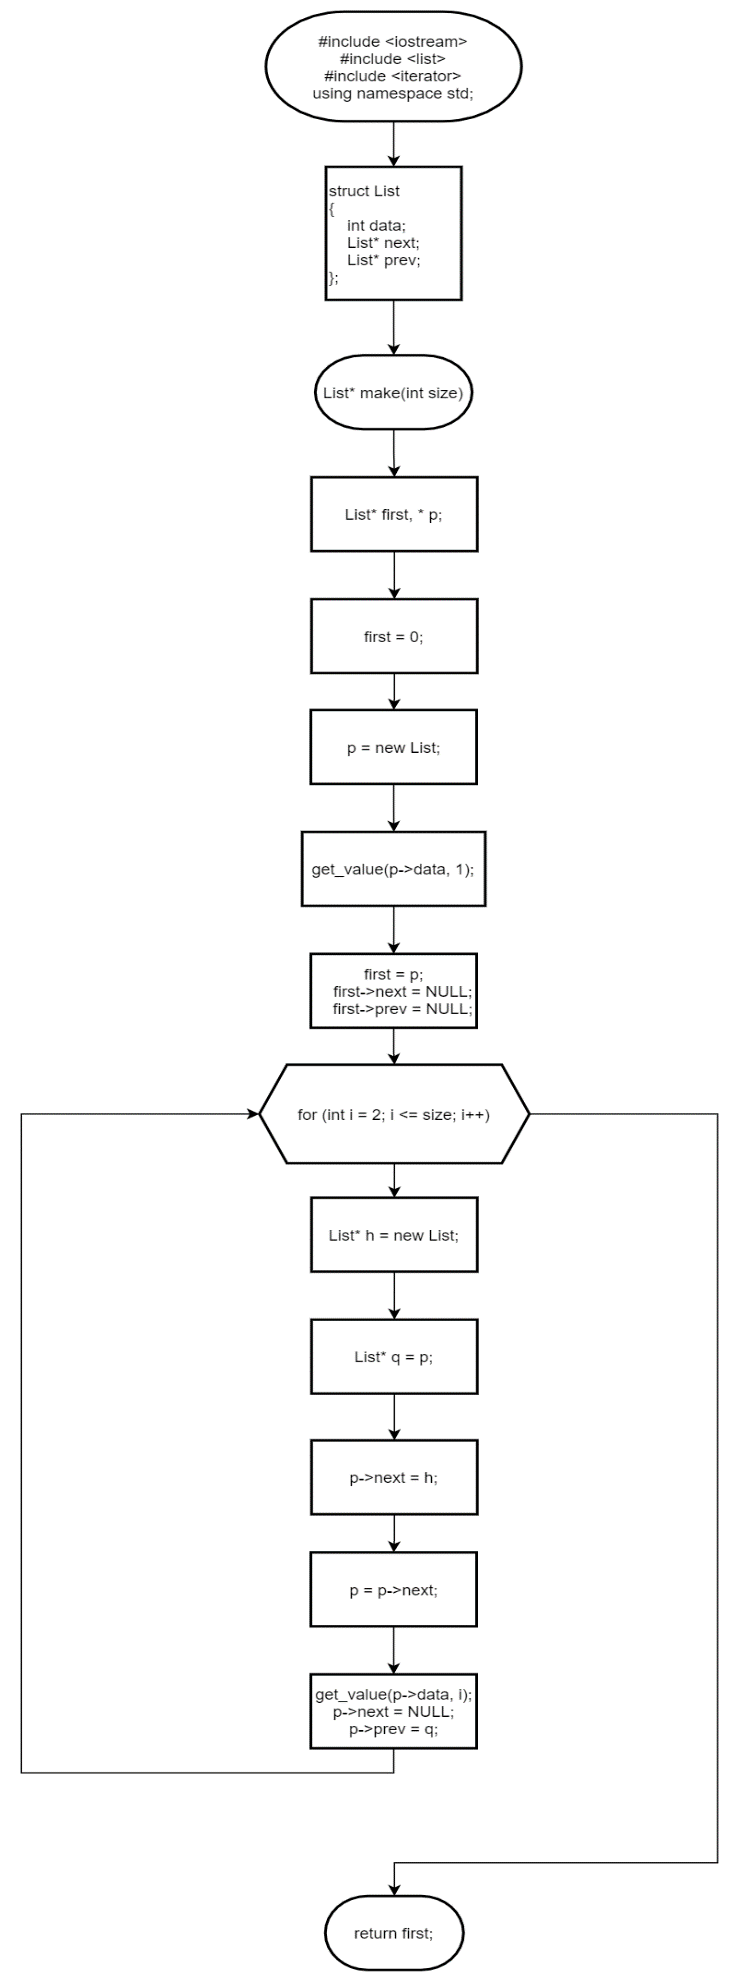 #include <iostream>
#include <list>
#include <iterator>
using namespace std;
struct List
{
int data;
List* next;
List* prev;
};
List* make(int size)
List* first, * p;
first = 0;
p = new List;
get_value(p->data, 1);
first = p;
first->next = NULL;
first->prev = NULL;
for (int i = 2; i <= size; i++)
List* h = new List;
List* q = p;
p->next = h;
p = p->next;
get_value(p->data, i);
p->next = NULL;
p->prev = q;
return first;